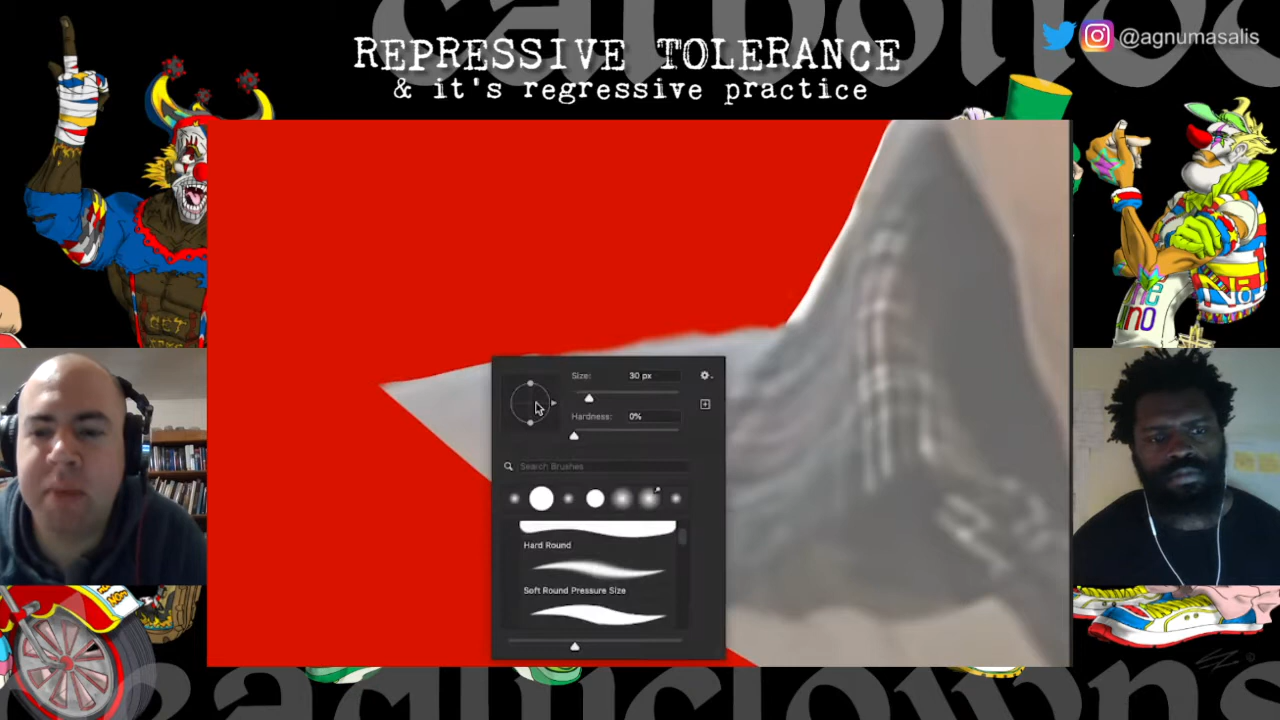 carbonoc
REPRESSIVE TOLERANCE
& it's regressive practice
@agnumasalis
Size:
30 px
Hardness:
0%
Search Brushes
Hard Round
Soft Round Pressure Size